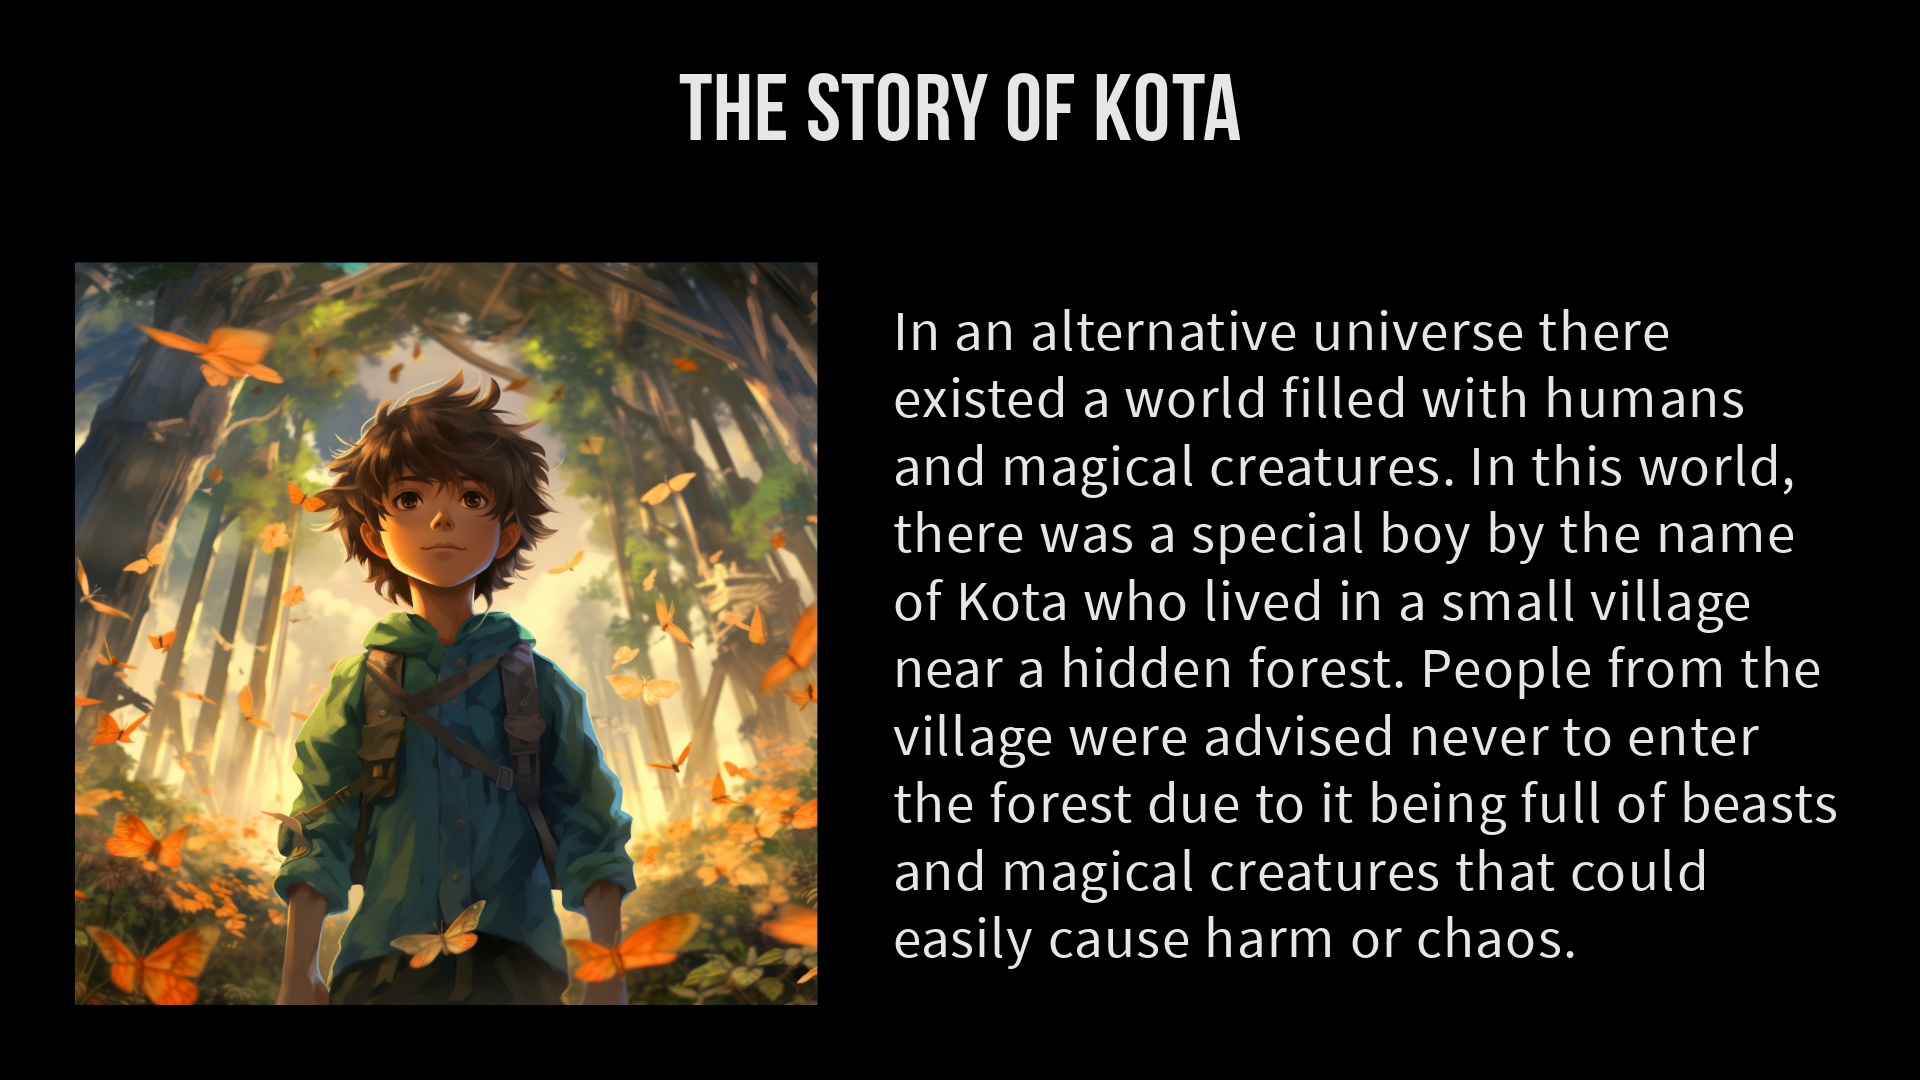 THE STORY OF KOTA
In an alternative universe there
existed a world filled with humans
and magical creatures. In this world,
there was a special boy by the name
of Kota who lived in a small village
near a hidden forest. People from the
village were advised never to enter
the forest due to it being full of beasts
and magical creatures that could
easily cause harm or chaos.